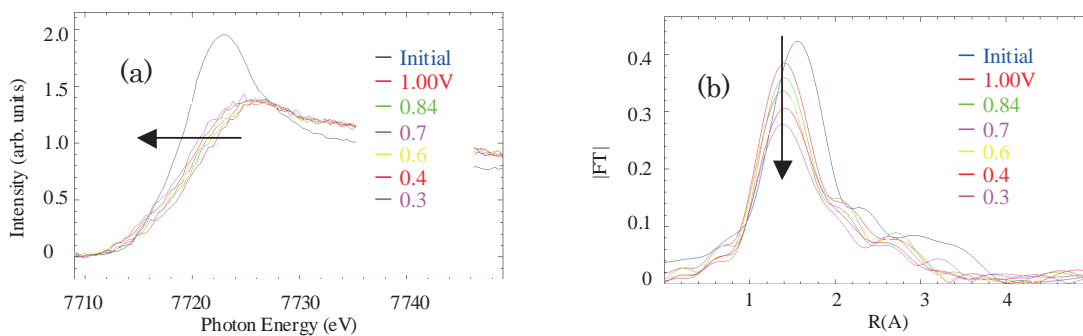 (a)
Intensity (arb. units)
2.0
1.5
1.0
0.5
0
7710
7720
7730
7740
Photon Energy (eV)
Initial
1.00V
0.84
0.7
0.6
0.4
0.3
(b)
|FT|
0.4
0.3
0.2
0.1
0
1
2
3
4
R(A)
Initial
1.00V
0.84
0.7
0.6
0.4
0.3